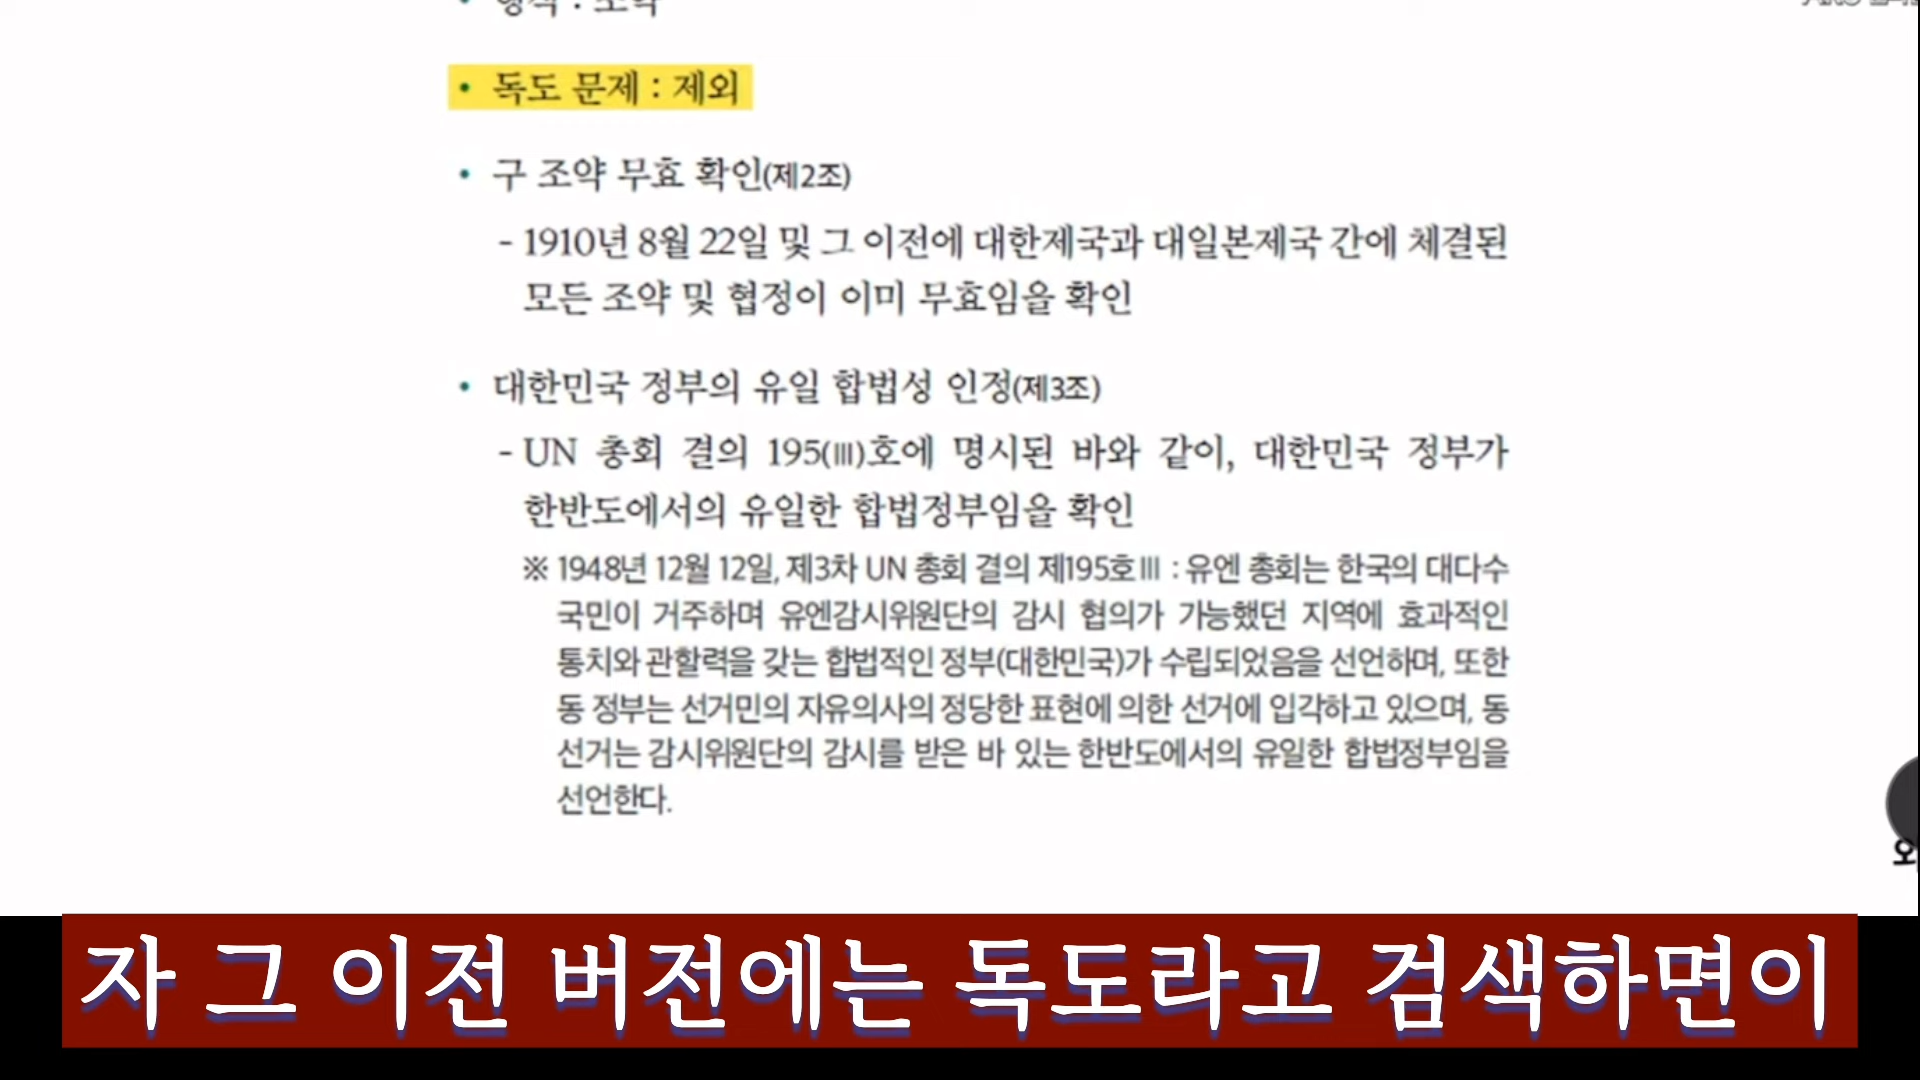 • 독도 문제 : 제외
• 구 조약 무효 확인(제2조)
- 1910년 8월 22일 및 그 이전에 대한제국과 대일본제국 간에 체결된
모든 조약 및 협정이 이미 무효임을 확인
• 대한민국 정부의 유일 합법성 인정(제3조)
- UN 총회 결의 195(Ⅲ)호에 명시된 바와 같이, 대한민국 정부가
한반도에서의 유일한 합법정부임을 확인
※ 1948년 12월 12일, 제3차 UN 총회 결의 제195호Ⅲ : 유엔 총회는 한국의 대다수
국민이 거주하며 유엔감시위원단의 감시 협의가 가능했던 지역에 효과적인
통치와 관할력을 갖는 합법적인 정부(대한민국)가 수립되었음을 선언하며, 또한
동 정부는 선거민의 자유의사의 정당한 표현에 의한 선거에 입각하고 있으며, 동
선거는 감시위원단의 감시를 받은 바 있는 한반도에서의 유일한 합법정부임을
선언한다.
자 그 이전 버전에는 독도라고 검색하면이